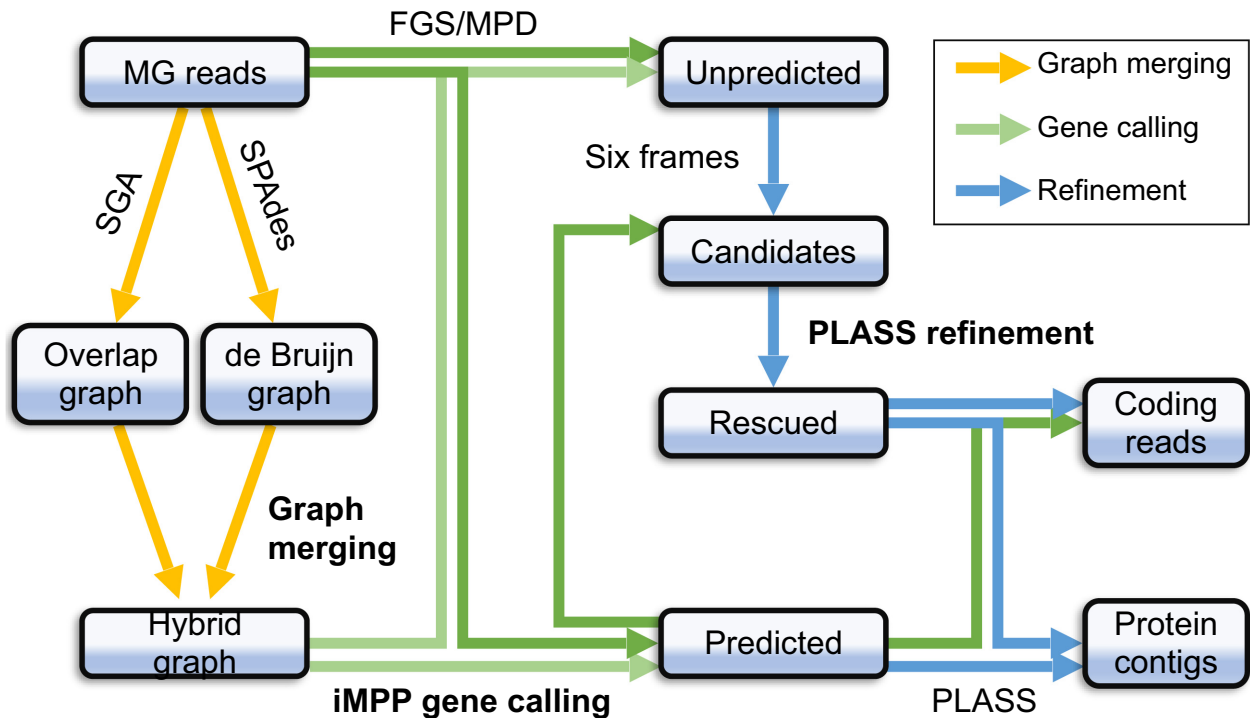 FGS/MPD
MG reads
Unpredicted
Graph merging
Gene calling
Refinement
SGA
SPAdes
Six frames
Candidates
PLASS refinement
Overlap
graph
de Bruijn
graph
Rescued
Coding
reads
Graph
merging
Hybrid
graph
Predicted
Protein
contigs
iMPP gene calling
PLASS